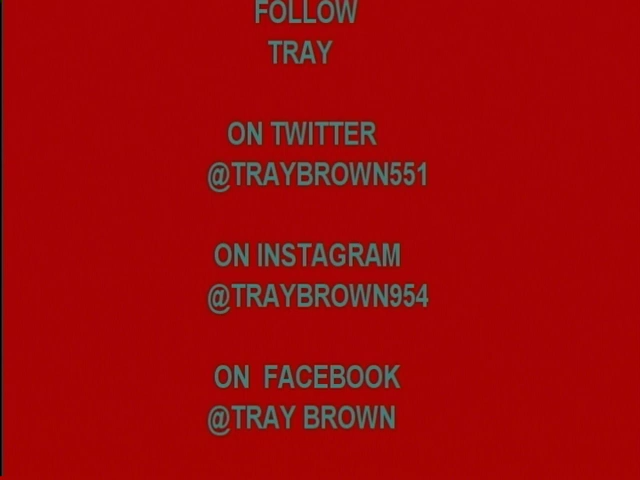 FOLLOW
TRAY
ON TWITTER
@TRAYBROWN551
ON INSTAGRAM
@TRAYBROWN954
ON FACEBOOK
@TRAY BROWN